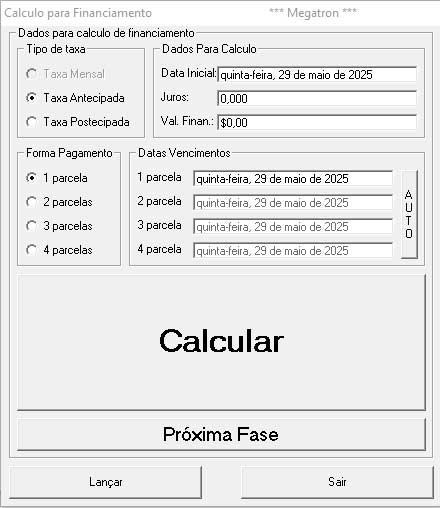 Calculo para Financiamento *** Megatron ***
Dados para calculo de financiamento
Tipo de taxa
Taxa Mensal
Taxa Antecipada
Taxa Postecipada
Dados Para Calculo
Data Inicial: quinta-feira, 29 de maio de 2025
Juros: 0,000
Val. Finan.: $0,00
Forma Pagamento
1 parcela
2 parcelas
3 parcelas
4 parcelas
Datas Vencimentos
1 parcela quinta-feira, 29 de maio de 2025
2 parcela quinta-feira, 29 de maio de 2025
3 parcela quinta-feira, 29 de maio de 2025
4 parcela quinta-feira, 29 de maio de 2025
A
U
T
O
Calcular
Próxima Fase
Lançar Sair